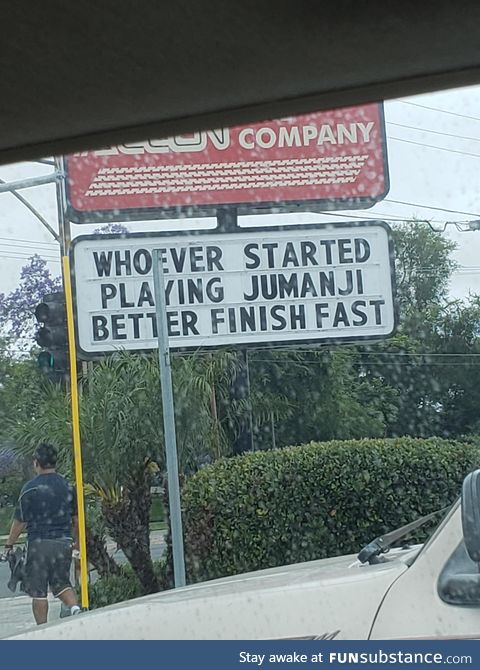 COMPANY
WHOEVER STARTED
PLAYING JUMANJI
BETTER FINISH FAST
Stay awake at FUNsubstance.com